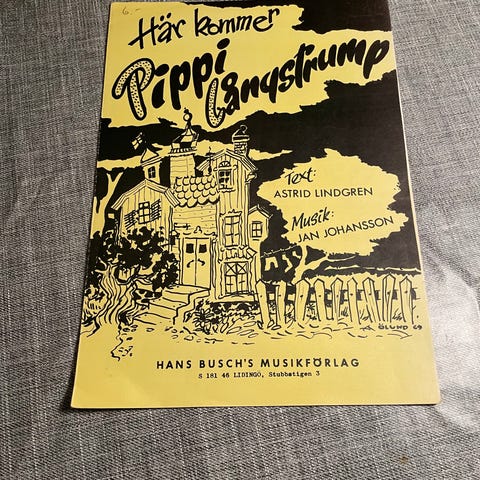 6.-
Här kommer
Pippi
Långstrump
Text:
ASTRID LINDGREN
Musik:
JAN JOHANSSON
ÖLUND 69
HANS BUSCH'S MUSIKFÖRLAG
S 181 46 LIDINGÖ, Stubbstigen 3